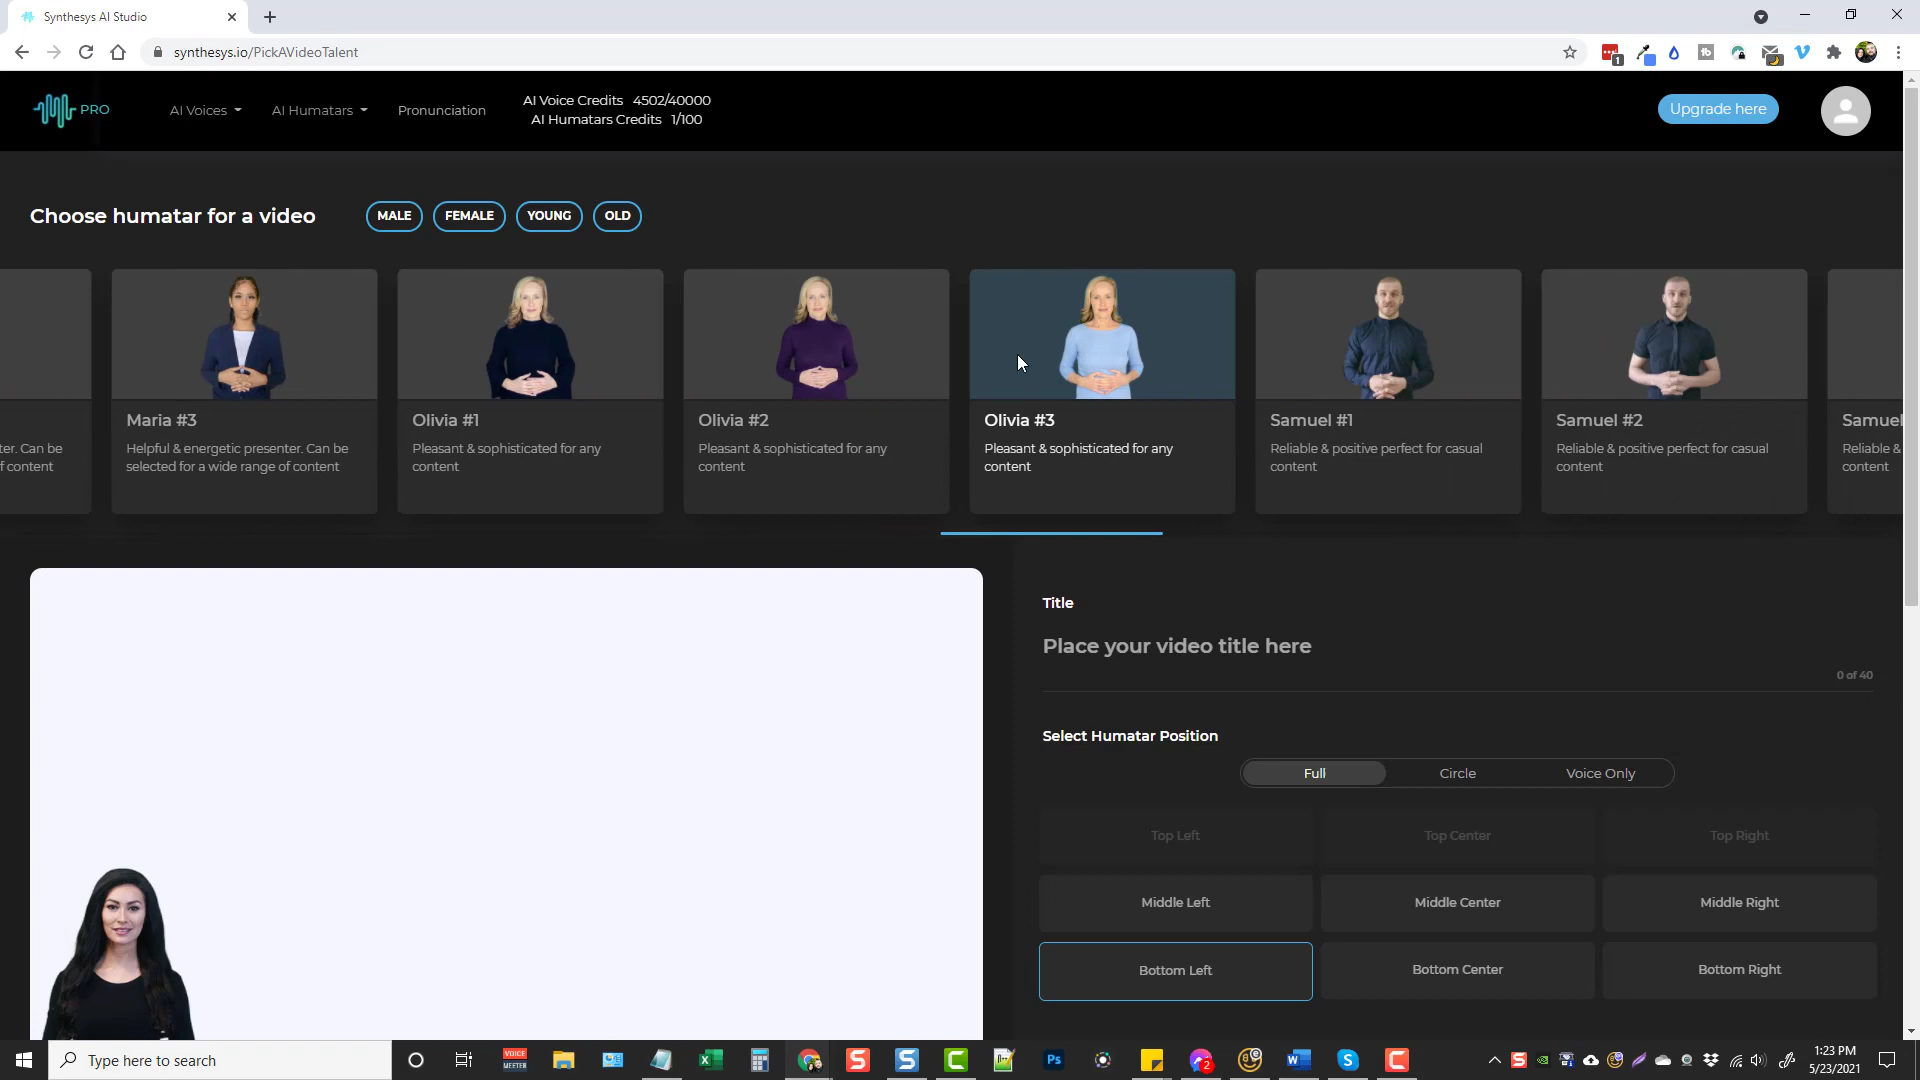 Synthesys AI Studio
synthesys.io/PickAVideoTalent
1
PRO
AI Voices
AI Humatars
Pronunciation
AI Voice Credits 4502/40000
AI Humatars Credits 1/100
Upgrade here
Choose humatar for a video
MALE
FEMALE
YOUNG
OLD
ter. Can be
f content
Maria #3
Helpful & energetic presenter. Can be
selected for a wide range of content
Olivia #1
Pleasant & sophisticated for any
content
Olivia #2
Pleasant & sophisticated for any
content
Olivia #3
Pleasant & sophisticated for any
content
Samuel #1
Reliable & positive perfect for casual
content
Samuel #2
Reliable & positive perfect for casual
content
Samuel
Reliable &
content
Title
Place your video title here
0 of 40
Select Humatar Position
Full
Circle
Voice Only
Top Left
Top Center
Top Right
Middle Left
Middle Center
Middle Right
Bottom Left
Bottom Center
Bottom Right
Type here to search
VOICE
MEETER
Ps
2
1:23 PM
5/23/2021